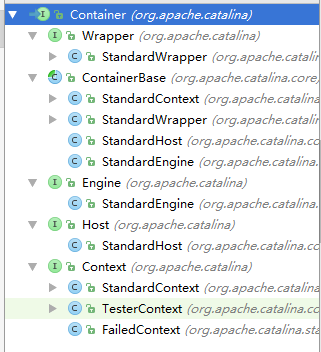 Container (org.apache.catalina)
Wrapper (org.apache.catalina)
StandardWrapper (org.apache.catalina.
ContainerBase (org.apache.catalina.core)
StandardContext (org.apache.catalina.
StandardWrapper (org.apache.catalina.
StandardHost (org.apache.catalina.co
StandardEngine (org.apache.catalina.
Engine (org.apache.catalina)
StandardEngine (org.apache.catalina.
Host (org.apache.catalina)
StandardHost (org.apache.catalina.co
Context (org.apache.catalina)
StandardContext (org.apache.catalina.
TesterContext (org.apache.catalina.co
FailedContext (org.apache.catalina.sta